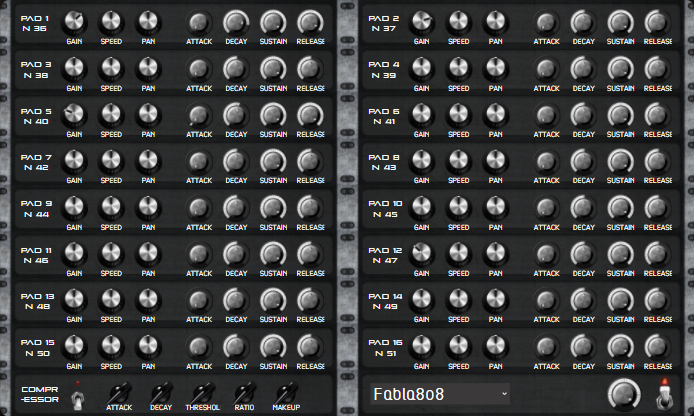 PAD 1 PAD 2
N 36 N 37
GAIN SPEED PAN ATTACK DECAY SUSTAIN RELEASE GAIN SPEED PAN ATTACK DECAY SUSTAIN RELEASE
PAD 3 PAD 4
N 38 N 39
GAIN SPEED PAN ATTACK DECAY SUSTAIN RELEASE GAIN SPEED PAN ATTACK DECAY SUSTAIN RELEASE
PAD 5 PAD 6
N 40 N 41
GAIN SPEED PAN ATTACK DECAY SUSTAIN RELEASE GAIN SPEED PAN ATTACK DECAY SUSTAIN RELEASE
PAD 7 PAD 8
N 42 N 43
GAIN SPEED PAN ATTACK DECAY SUSTAIN RELEASE GAIN SPEED PAN ATTACK DECAY SUSTAIN RELEASE
PAD 9 PAD 10
N 44 N 45
GAIN SPEED PAN ATTACK DECAY SUSTAIN RELEASE GAIN SPEED PAN ATTACK DECAY SUSTAIN RELEASE
PAD 11 PAD 12
N 46 N 47
GAIN SPEED PAN ATTACK DECAY SUSTAIN RELEASE GAIN SPEED PAN ATTACK DECAY SUSTAIN RELEASE
PAD 13 PAD 14
N 48 N 49
GAIN SPEED PAN ATTACK DECAY SUSTAIN RELEASE GAIN SPEED PAN ATTACK DECAY SUSTAIN RELEASE
PAD 15 PAD 16
N 50 N 51
GAIN SPEED PAN ATTACK DECAY SUSTAIN RELEASE GAIN SPEED PAN ATTACK DECAY SUSTAIN RELEASE
COMPR
-ESSOR Fabla808
ATTACK DECAY THRESHOL RATIO MAKEUP